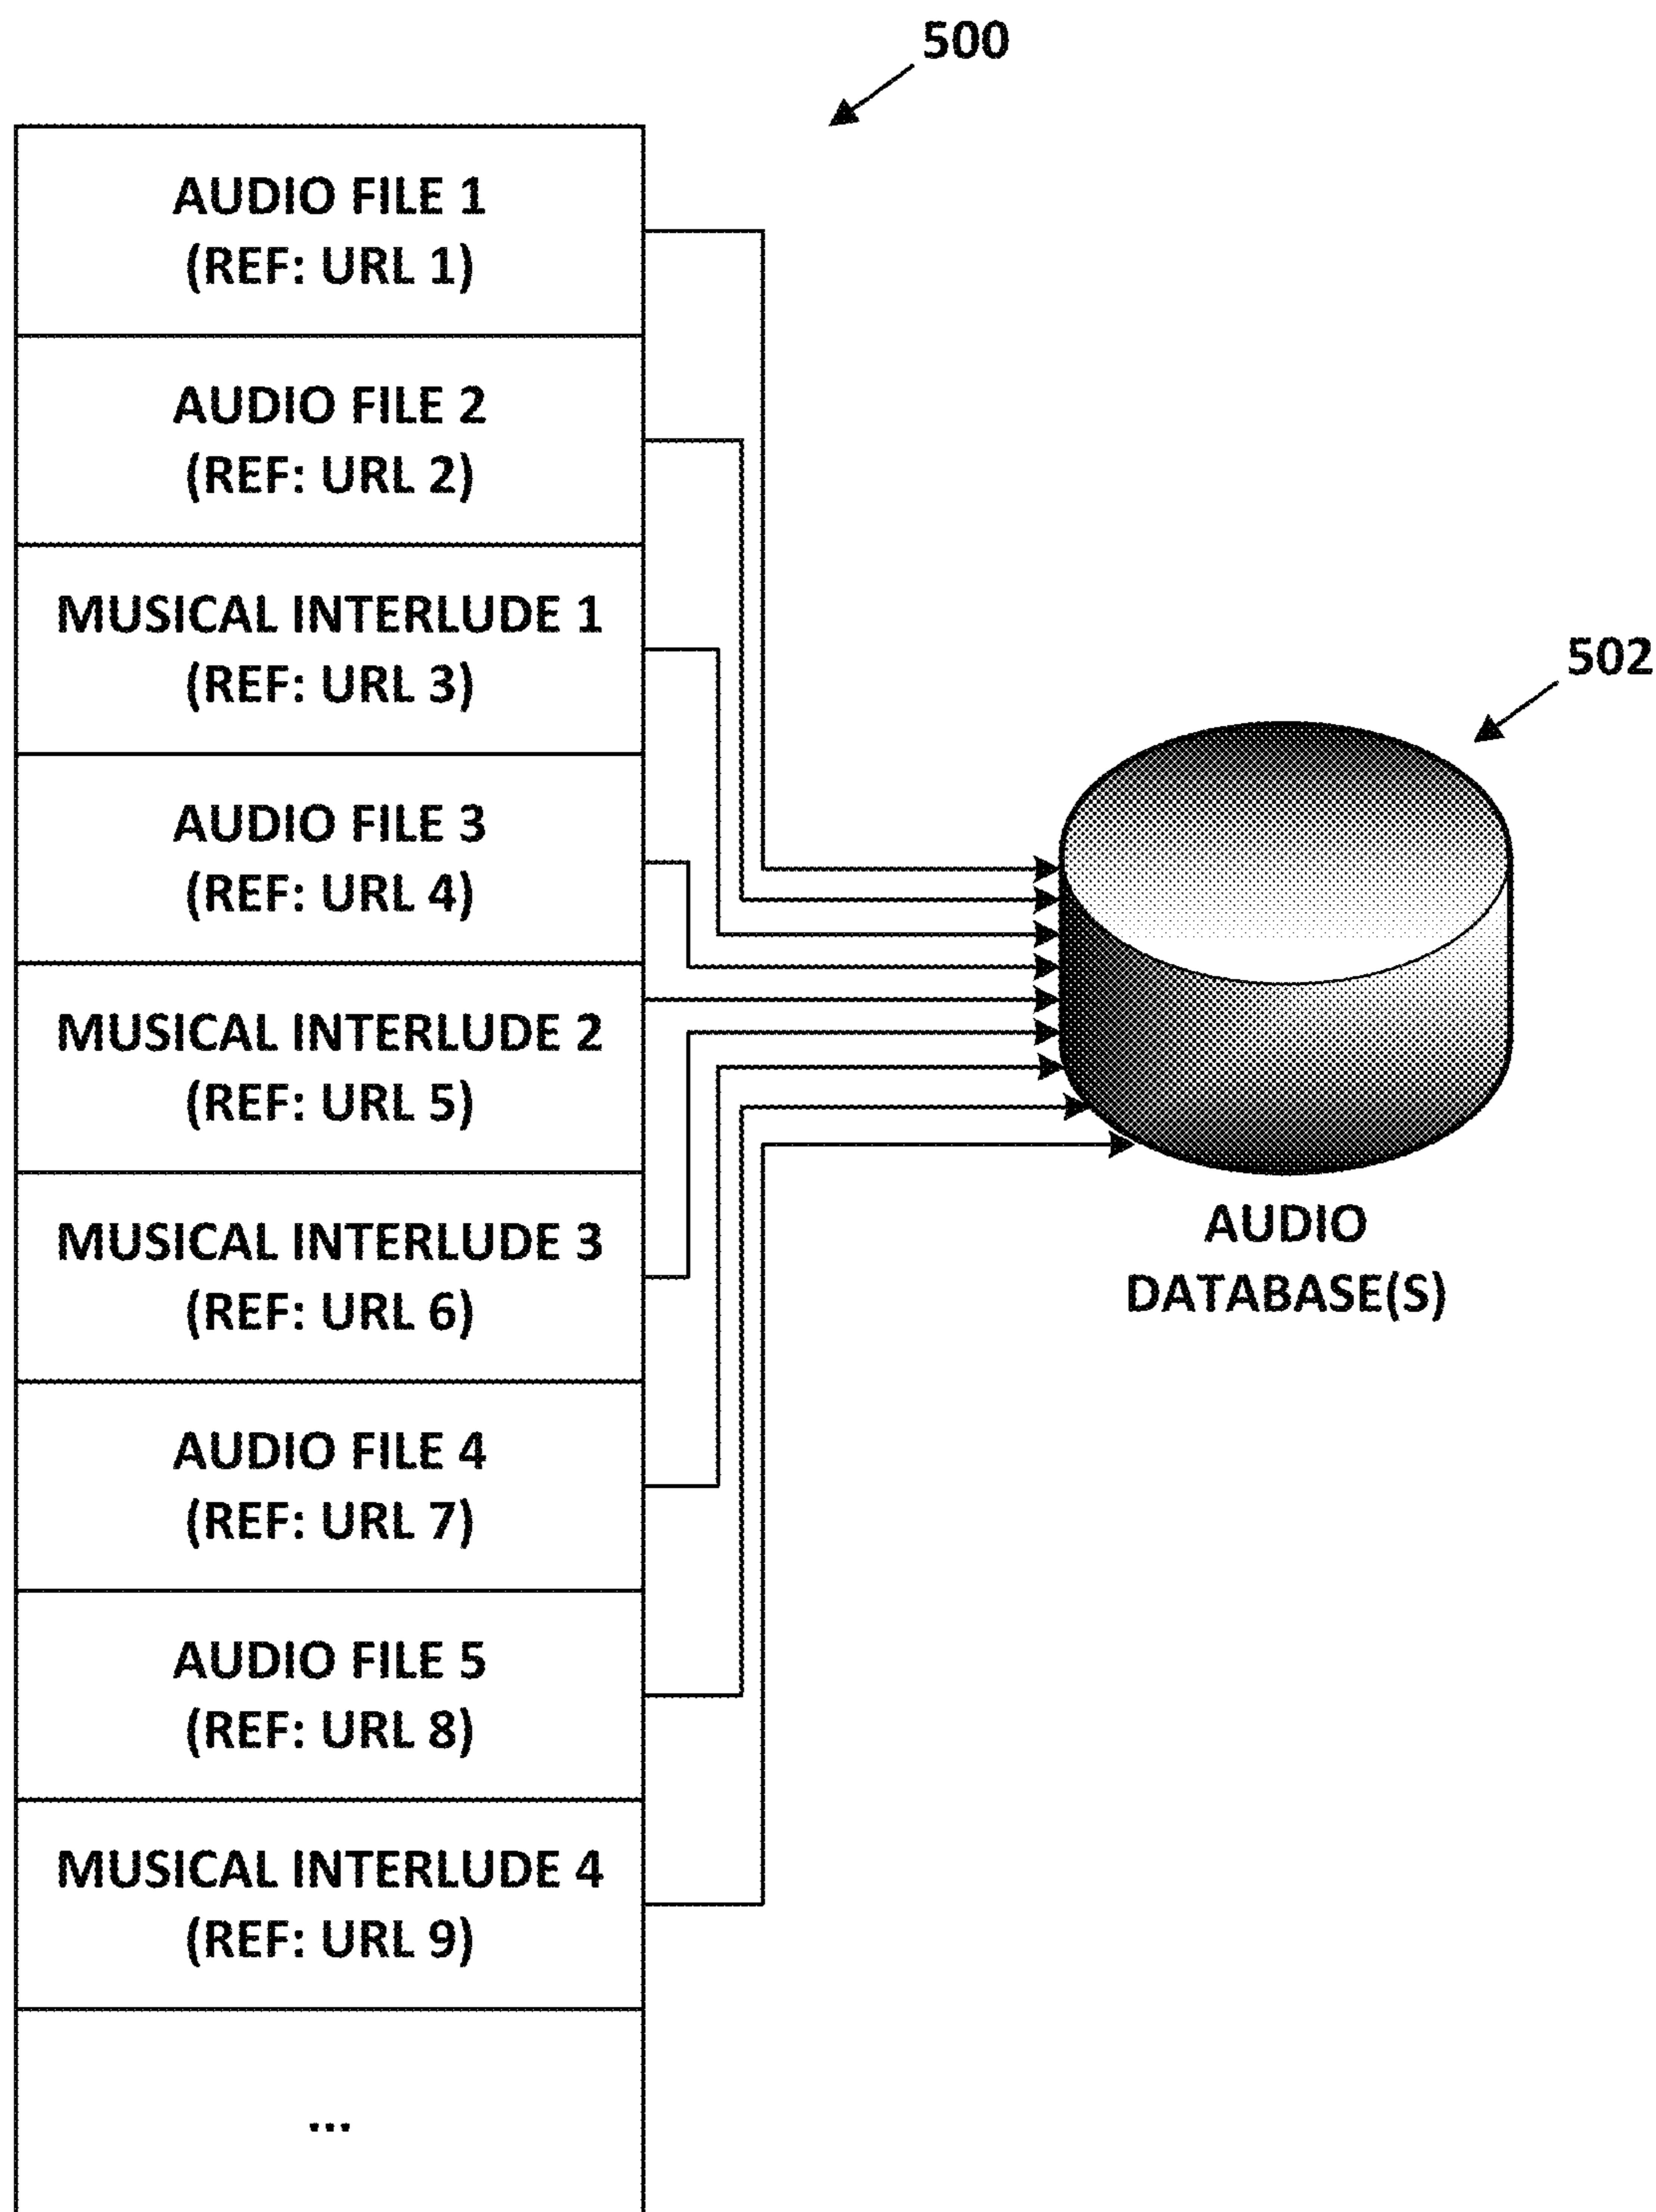 500
AUDIO FILE 1
(REF: URL 1)
AUDIO FILE 2
(REF: URL 2)
MUSICAL INTERLUDE 1
(REF: URL 3)
502
AUDIO FILE 3
(REF: URL 4)
MUSICAL INTERLUDE 2
(REF: URL 5)
MUSICAL INTERLUDE 3
(REF: URL 6)
AUDIO
DATABASE(S)
AUDIO FILE 4
(REF: URL 7)
AUDIO FILE 5
(REF: URL 8)
MUSICAL INTERLUDE 4
(REF: URL 9)
...